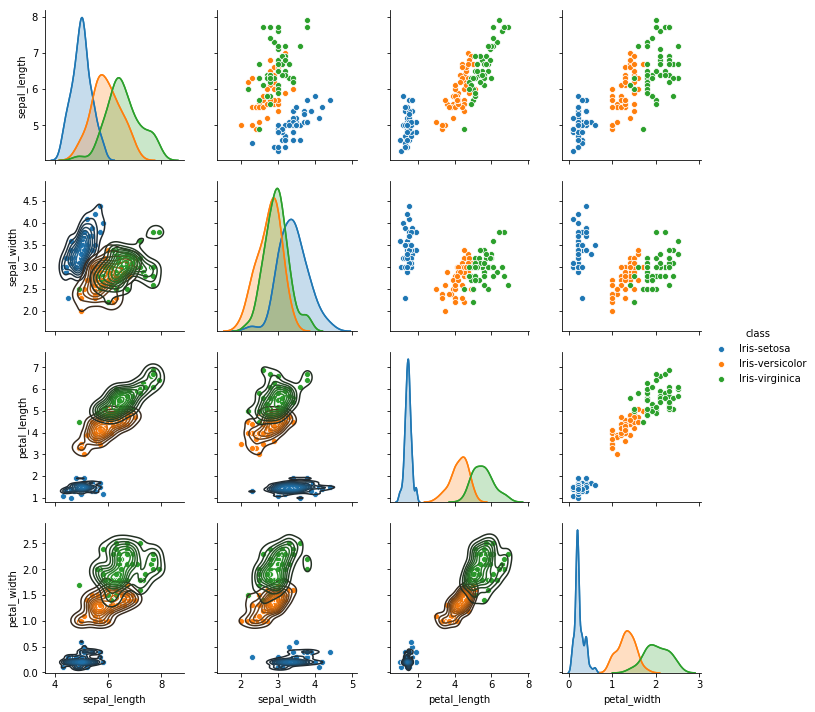 sepal_length
8
7
6
5
sepal_width
4.5
4.0
3.5
3.0
2.5
2.0
class
Iris-setosa
Iris-versicolor
Iris-virginica
petal_length
7
6
5
4
3
2
1
petal_width
2.5
2.0
1.5
1.0
0.5
0.0
4 6 8
2 3 4 5
2 4 6 8
0 1 2 3
sepal_length
sepal_width
petal_length
petal_width